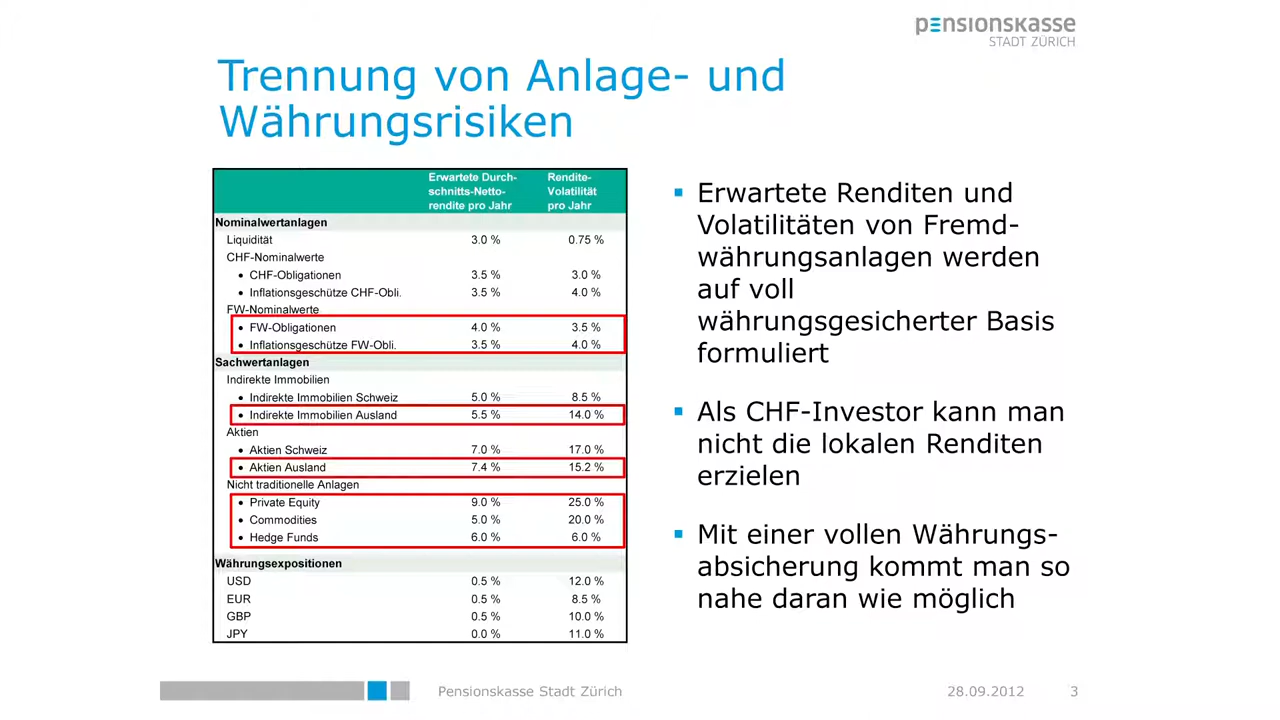 pensionskasse
STADT ZÜRICH
Trennung von Anlage- und
Währungsrisiken
Erwartete Durch-
schnitts-Netto-
rendite pro Jahr
Rendite-
Volatilität
pro Jahr
Nominalwertanlagen
Liquidität 3.0 % 0.75 %
CHF-Nominalwerte
• CHF-Obligationen 3.5 % 3.0 %
• Inflationsgeschütze CHF-Obli. 3.5 % 4.0 %
FW-Nominalwerte
• FW-Obligationen 4.0 % 3.5 %
• Inflationsgeschütze FW-Obli. 3.5 % 4.0 %
Sachwertanlagen
Indirekte Immobilien
• Indirekte Immobilien Schweiz 5.0 % 8.5 %
• Indirekte Immobilien Ausland 5.5 % 14.0 %
Aktien
• Aktien Schweiz 7.0 % 17.0 %
• Aktien Ausland 7.4 % 15.2 %
Nicht traditionelle Anlagen
• Private Equity 9.0 % 25.0 %
• Commodities 5.0 % 20.0 %
• Hedge Funds 6.0 % 6.0 %
Währungsexpositionen
USD 0.5 % 12.0 %
EUR 0.5 % 8.5 %
GBP 0.5 % 10.0 %
JPY 0.0 % 11.0 %
▪ Erwartete Renditen und
Volatilitäten von Fremd-
währungsanlagen werden
auf voll
währungsgesicherter Basis
formuliert
▪ Als CHF-Investor kann man
nicht die lokalen Renditen
erzielen
▪ Mit einer vollen Währungs-
absicherung kommt man so
nahe daran wie möglich
Pensionskasse Stadt Zürich 28.09.2012 3